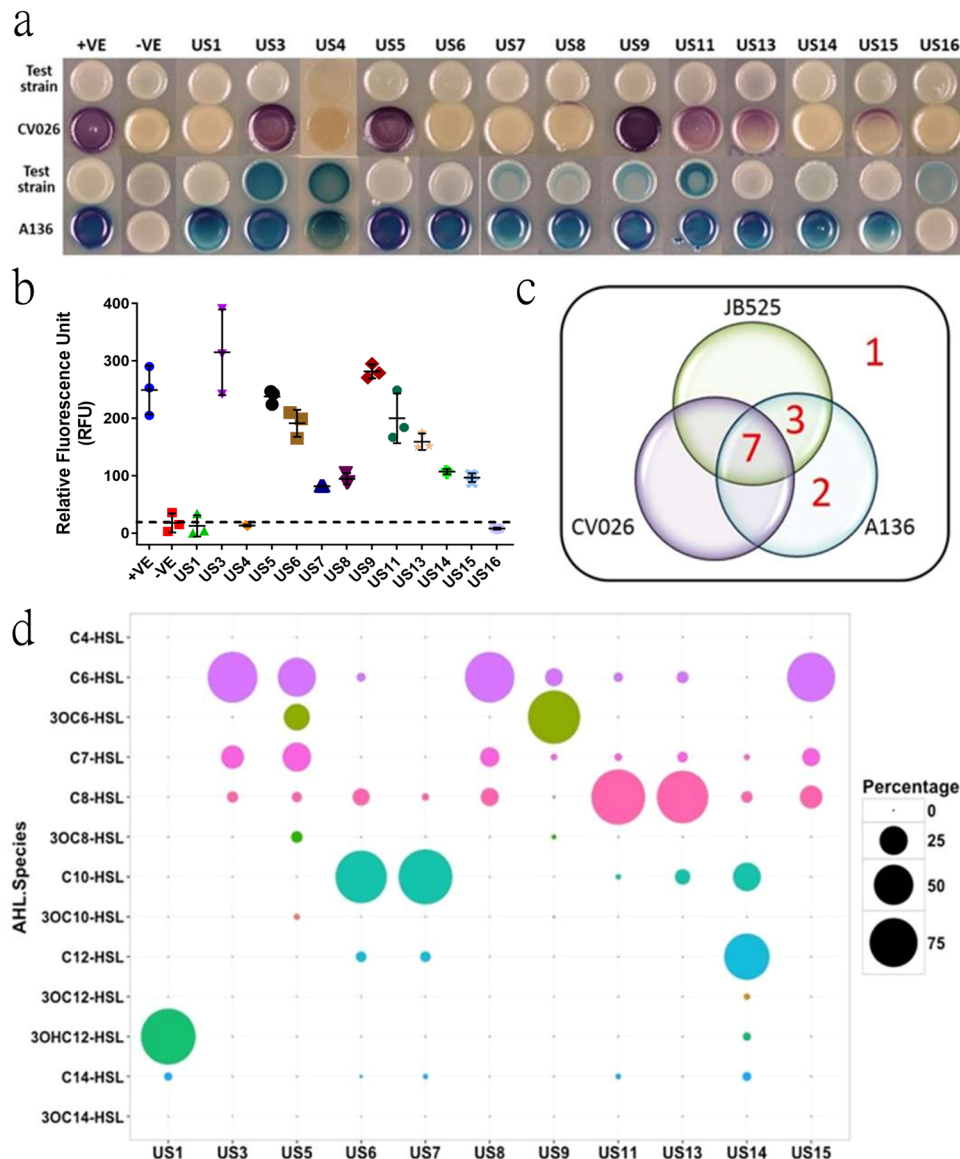 a
+VE -VE US1 US3 US4 US5 US6 US7 US8 US9 US11 US13 US14 US15 US16
Test
strain
CV026
Test
strain
A136
b
Relative Fluorescence Unit
(RFU)
400
300
200
100
0
+VE -VE US1 US3 US4 US5 US6 US7 US8 US9 US11 US13 US14 US15 US16
c
JB525
1
3
7
2
CV026
A136
d
AHL.Species
C4-HSL
C6-HSL
3OC6-HSL
C7-HSL
C8-HSL
3OC8-HSL
C10-HSL
3OC10-HSL
C12-HSL
3OC12-HSL
3OHC12-HSL
C14-HSL
3OC14-HSL
US1 US3 US5 US6 US7 US8 US9 US11 US13 US14 US15
Percentage
0
25
50
75